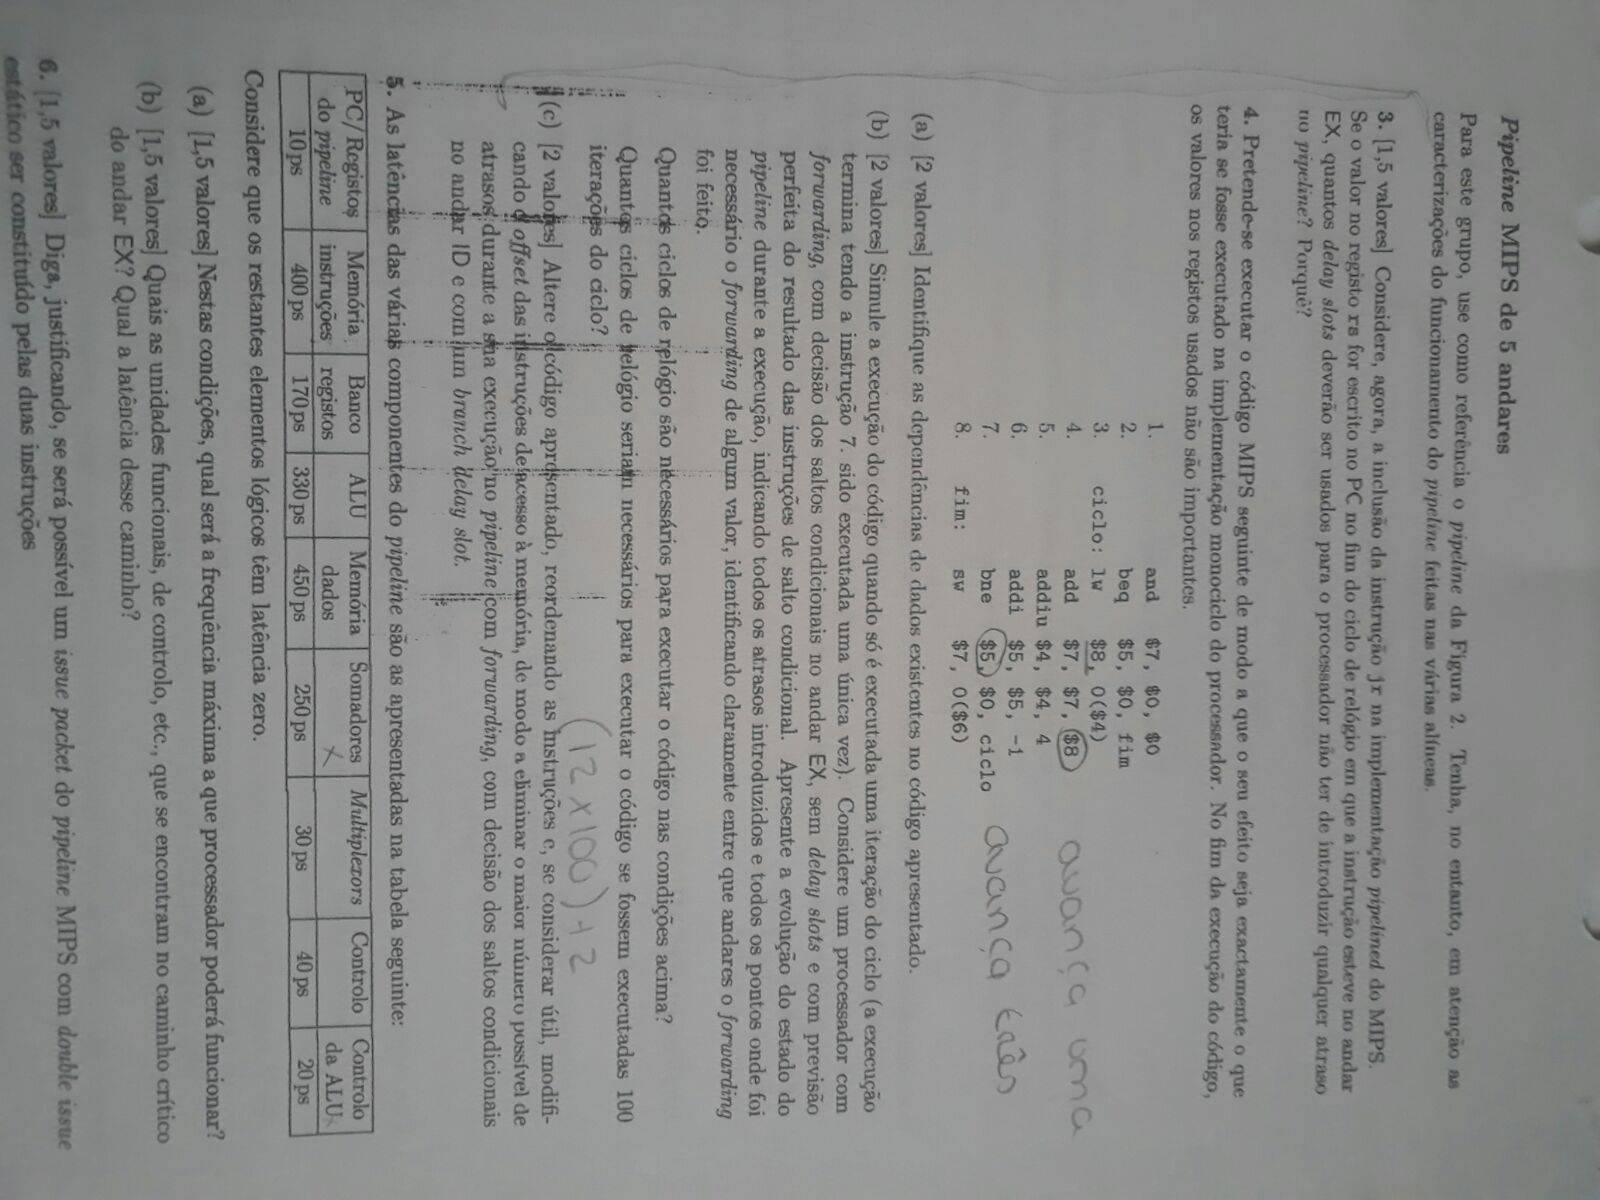 Pipeline MIPS de 5 andares
Para este grupo, use como referência o pipeline da Figura 2. Tenha, no entanto, em atenção as
caracterizações do funcionamento do pipeline feitas nas várias alíneas.
3. [1,5 valores] Considere, agora, a inclusão da instrução jr na implementação pipelined do MIPS.
Se o valor no registo rs for escrito no PC no fim do ciclo de relógio em que a instrução esteve no andar
EX, quantos delay slots deverão ser usados para o processador não ter de introduzir qualquer atraso
no pipeline? Porquê?
4. Pretende-se executar o código MIPS seguinte de modo a que o seu efeito seja exactamente o que
teria se fosse executado na implementação monociclo do processador. No fim da execução do código,
os valores nos registos usados não são importantes.
1. and $7, $0, $0
2. beq $5, $0, fim
3. ciclo: lw $8, 0($4)
4. add $7, $7, $8 avança uma
5. addiu $4, $4, 4
6. addi $5, $5, -1
7. bne $5, $0, ciclo avança três
8. fim: sw $7, 0($6)
(a) [2 valores] Identifique as dependências de dados existentes no código apresentado.
(b) [2 valores] Simule a execução do código quando só é executada uma iteração do ciclo (a execução
termina tendo a instrução 7. sido executada uma única vez). Considere um processador com
forwarding, com decisão dos saltos condicionais no andar EX, sem delay slots e com previsão
perfeita do resultado das instruções de salto condicional. Apresente a evolução do estado do
pipeline durante a execução, indicando todos os atrasos introduzidos e todos os pontos onde foi
necessário o forwarding de algum valor, identificando claramente entre que andares o forwarding
foi feito.
Quantos ciclos de relógio são necessários para executar o código nas condições acima?
Quantos ciclos de relógio seriam necessários para executar o código se fossem executadas 100
iterações do ciclo?
(12 x 100) + 2
(c) [2 valores] Altere o código apresentado, reordenando as instruções e, se considerar útil, modifi-
cando o offset das instruções de acesso à memória, de modo a eliminar o maior número possível de
atrasos durante a sua execução no pipeline com forwarding, com decisão dos saltos condicionais
no andar ID e com um branch delay slot.
5. As latências das várias componentes do pipeline são as apresentadas na tabela seguinte:
PC/Registos Memória Banco ALU Memória Somadores Multiplexors Controlo Controlo
do pipeline instruções registos dados x da ALU
10 ps 400 ps 170 ps 330 ps 450 ps 250 ps 30 ps 40 ps 20 ps
Considere que os restantes elementos lógicos têm latência zero.
(a) [1,5 valores] Nestas condições, qual será a frequência máxima a que processador poderá funcionar?
(b) [1,5 valores] Quais as unidades funcionais, de controlo, etc., que se encontram no caminho crítico
do andar EX? Qual a latência desse caminho?
6. [1,5 valores] Diga, justificando, se será possível um issue packet do pipeline MIPS com double issue
estático ser constituído pelas duas instruções